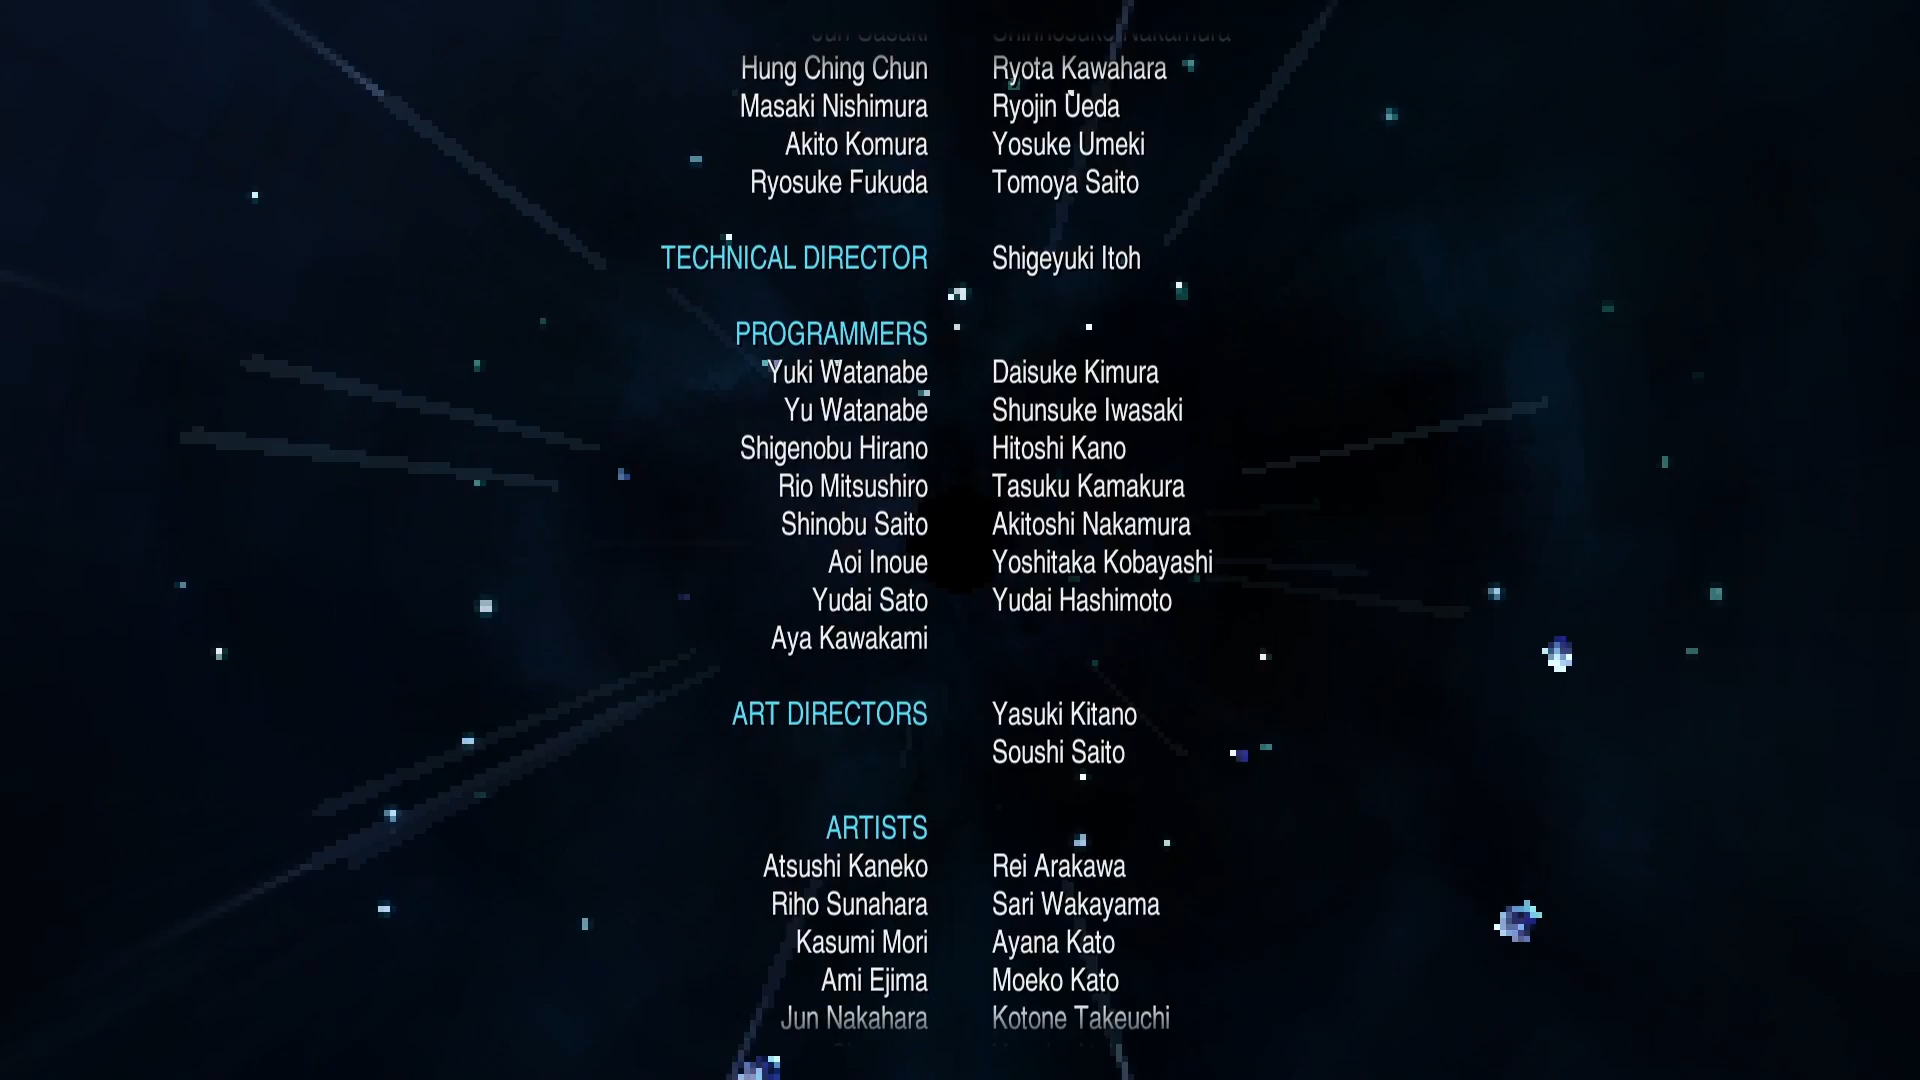 Jun Sasaki Shinnosuke Nakamura
Hung Ching Chun Ryota Kawahara
Masaki Nishimura Ryojin Ueda
Akito Komura Yosuke Umeki
Ryosuke Fukuda Tomoya Saito
TECHNICAL DIRECTOR Shigeyuki Itoh
PROGRAMMERS
Yuki Watanabe Daisuke Kimura
Yu Watanabe Shunsuke Iwasaki
Shigenobu Hirano Hitoshi Kano
Rio Mitsushiro Tasuku Kamakura
Shinobu Saito Akitoshi Nakamura
Aoi Inoue Yoshitaka Kobayashi
Yudai Sato Yudai Hashimoto
Aya Kawakami
ART DIRECTORS Yasuki Kitano
Soushi Saito
ARTISTS
Atsushi Kaneko Rei Arakawa
Riho Sunahara Sari Wakayama
Kasumi Mori Ayana Kato
Ami Ejima Moeko Kato
Jun Nakahara Kotone Takeuchi